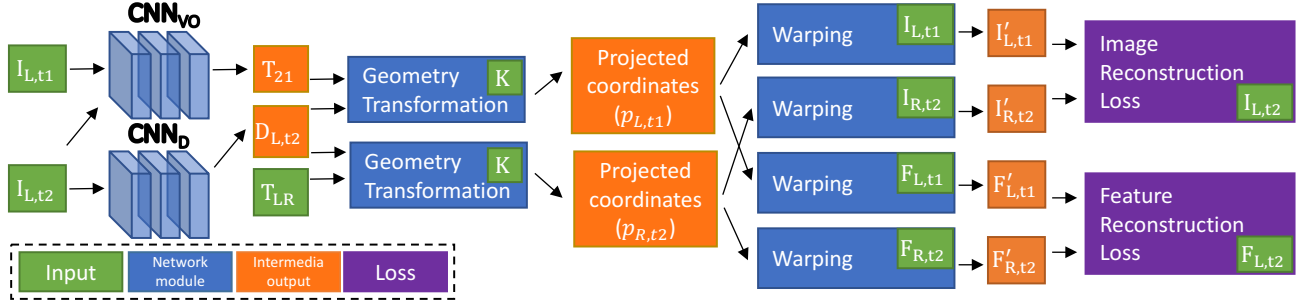 CNN_VO
I_L,t1
I_L,t2
CNN_D
T_21
D_L,t2
T_LR
Geometry
Transformation
K
Geometry
Transformation
K
Projected
coordinates
(p_L,t1)
Projected
coordinates
(p_R,t2)
Warping
I_L,t1
Warping
I_R,t2
Warping
F_L,t1
Warping
F_R,t2
I′_L,t1
I′_R,t2
F′_L,t1
F′_R,t2
Image
Reconstruction
Loss
I_L,t2
Feature
Reconstruction
Loss
F_L,t2
Input
Network
module
Intermedia
output
Loss